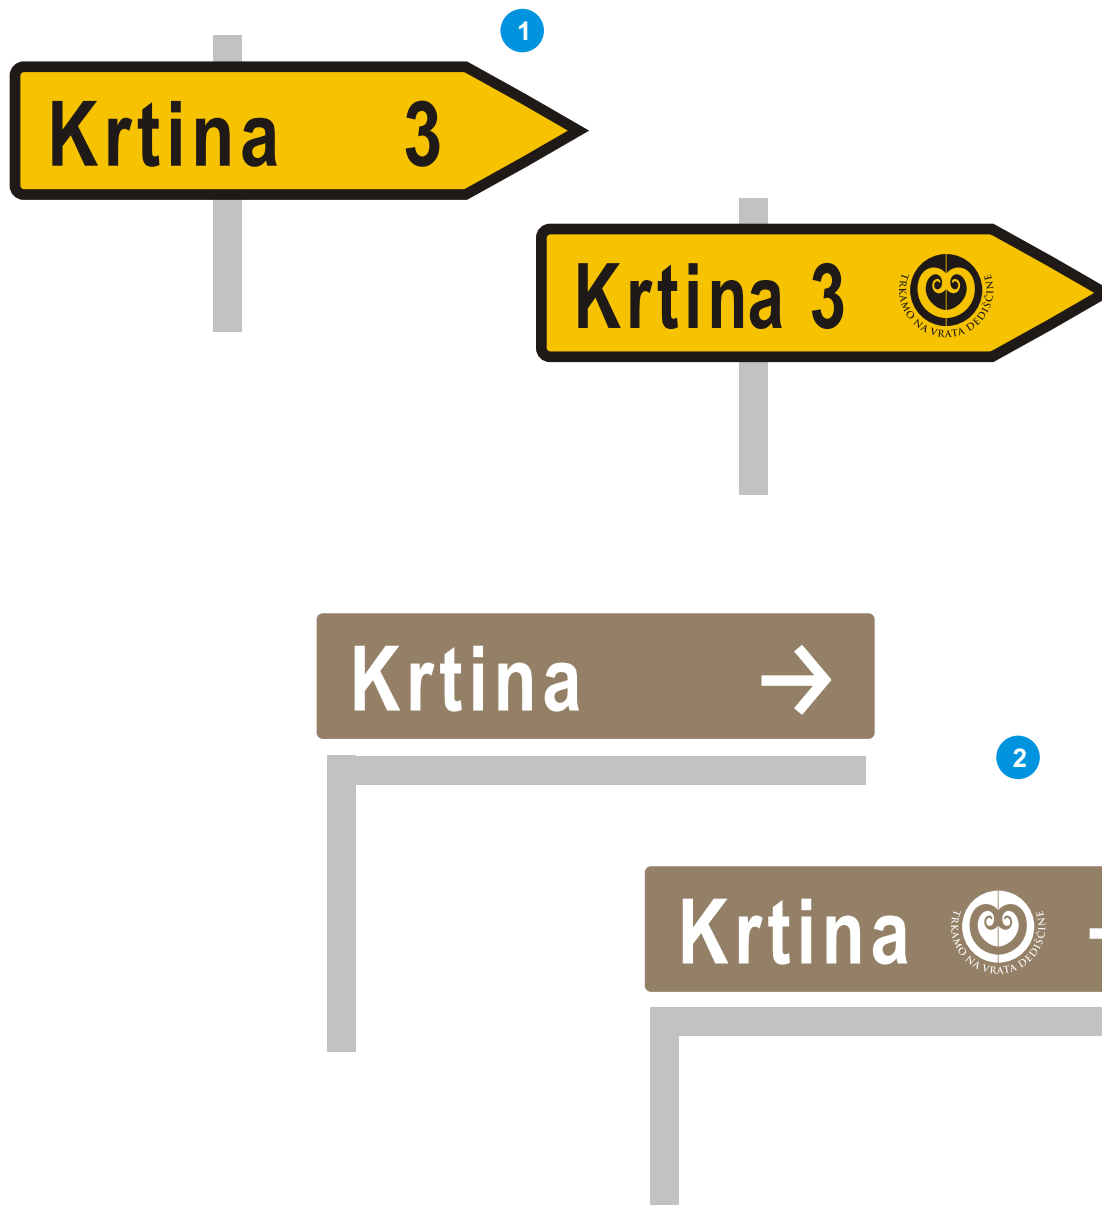 1
Krtina 3
Krtina 3
TRKAMO NA VRATA DEDIŠČINE
Krtina →
2
Krtina
TRKAMO NA VRATA DEDIŠČINE